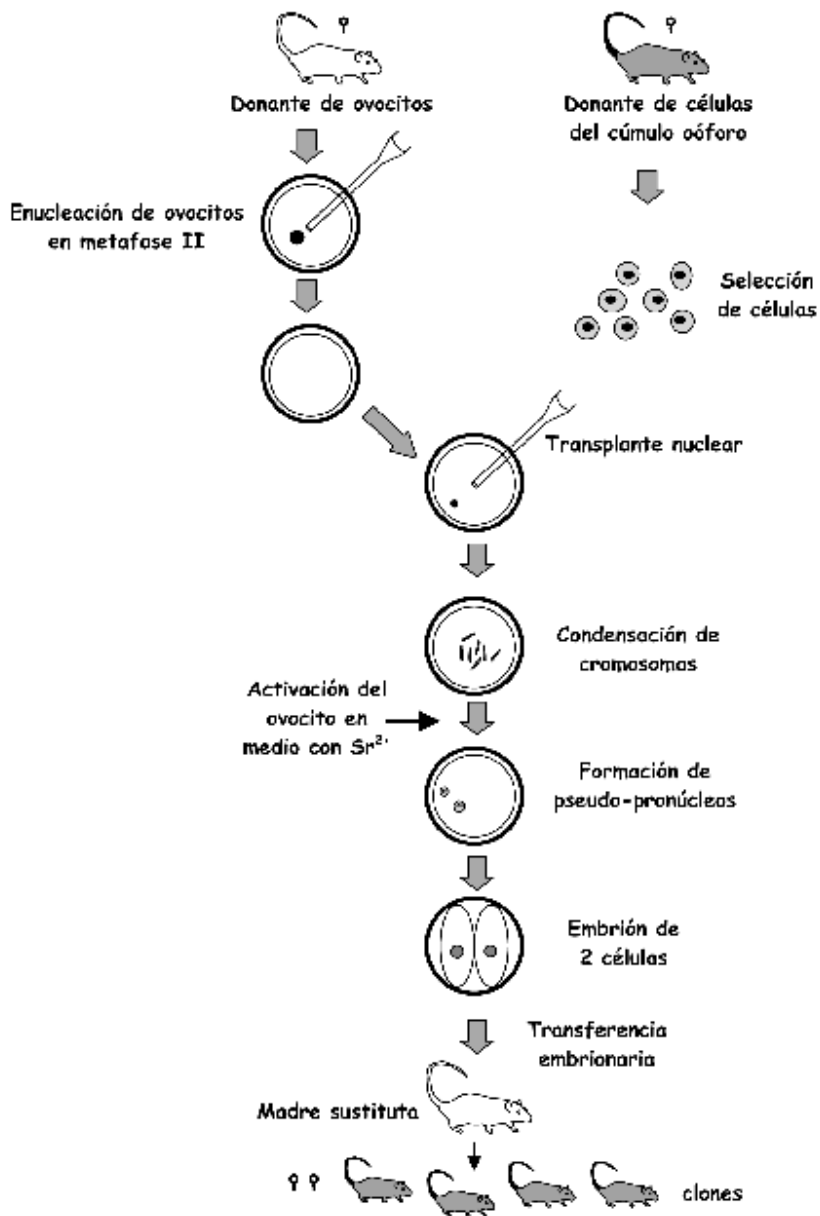 Donante de ovocitos
Donante de células
del cúmulo oóforo
Enucleación de ovocitos
en metafase II
Selección
de células
Transplante nuclear
Condensación de
cromosomas
Activación del
ovocito en
medio con Sr²⁺
Formación de
pseudo-pronúcleos
Embrión de
2 células
Transferencia
embrionaria
Madre sustituta
clones